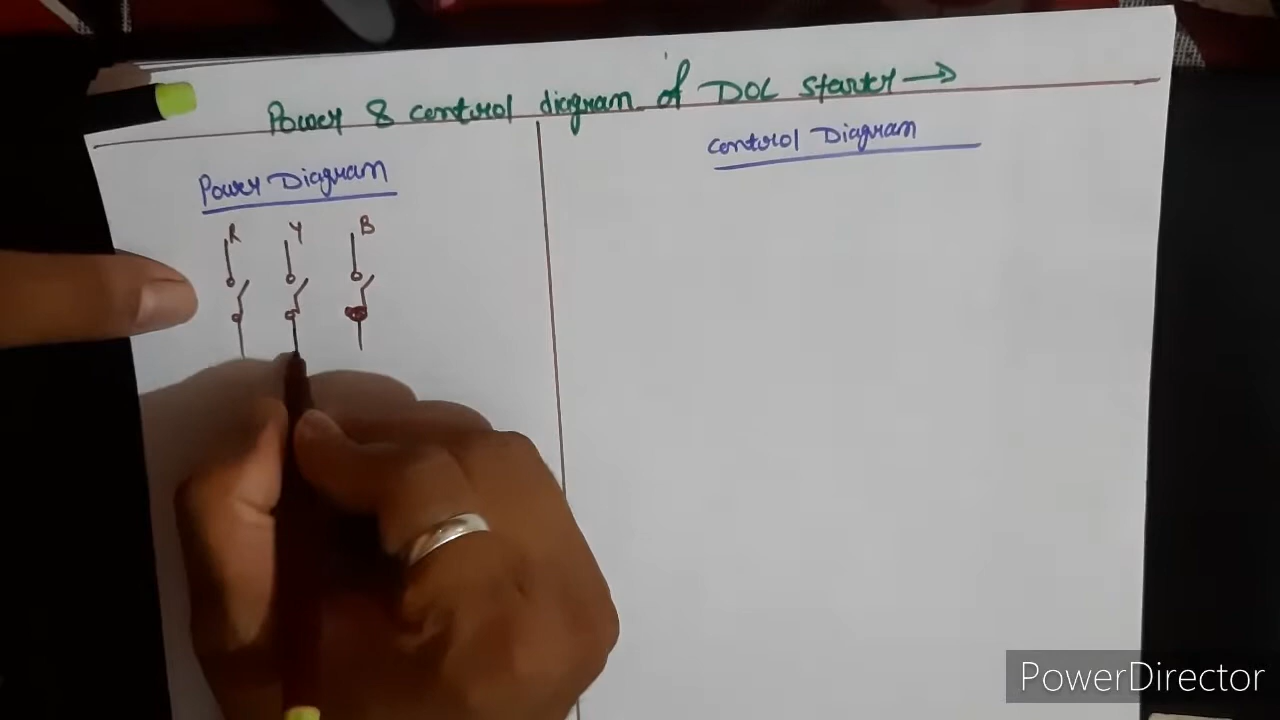 Power & control diagram of DOL starter →
Power Diagram
control Diagram
R Y B
PowerDirector